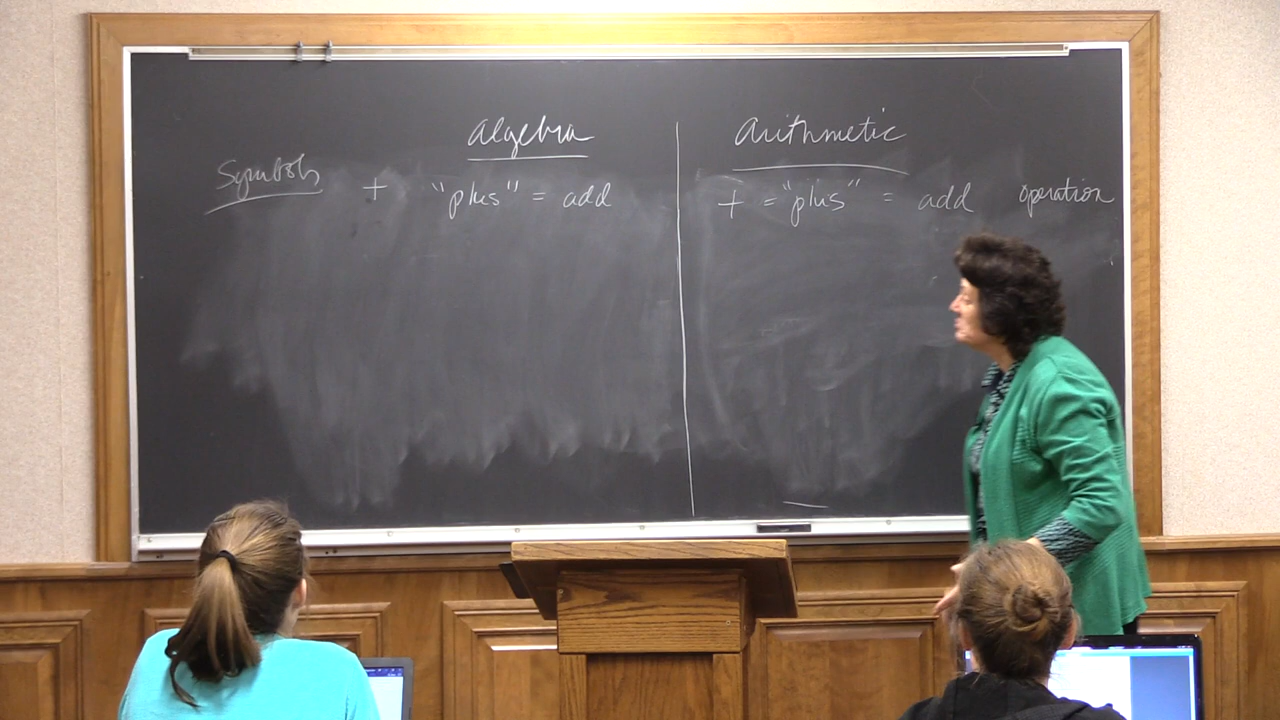 algebra
arithmetic
Symbols + "plus" = add
+ = "plus" = add operation